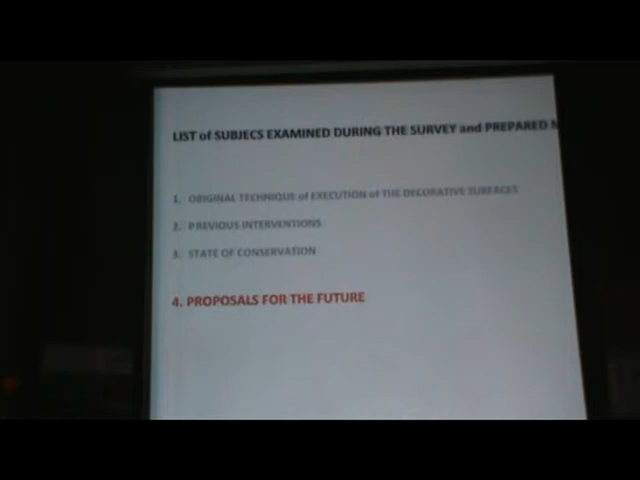 LIST of SUBJECS EXAMINED DURING THE SURVEY and PREPARED
1. ORIGINAL TECHNIQUE of EXECUTION of THE DECORATIVE SURFACES
2. PREVIOUS INTERVENTIONS
3. STATE OF CONSERVATION
4. PROPOSALS FOR THE FUTURE